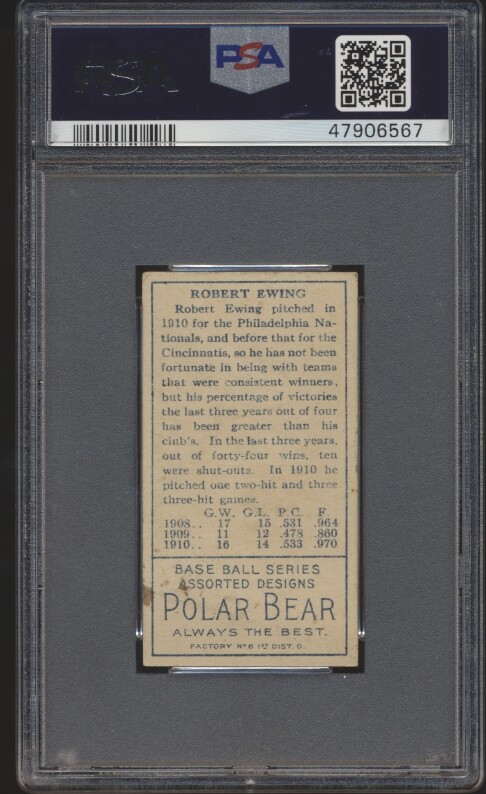 PSA
PSA
47906567
ROBERT EWING
Robert Ewing pitched in
1910 for the Philadelphia Na-
tionals, and before that for the
Cincinnatis, so he has not been
fortunate in being with teams
that were consistent winners,
but his percentage of victories
the last three years out of four
has been greater than his
club's. In the last three years,
out of forty-four wins, ten
were shut-outs. In 1910 he
pitched one two-hit and three
three-hit games.
G.W. G.L. P.C. F.
1908.. 17 15 .531 .964
1909.. 11 12 .478 .860
1910.. 16 14 .533 .970
BASE BALL SERIES
ASSORTED DESIGNS
POLAR BEAR
ALWAYS THE BEST.
FACTORY Nº 6 1ST DIST. O.